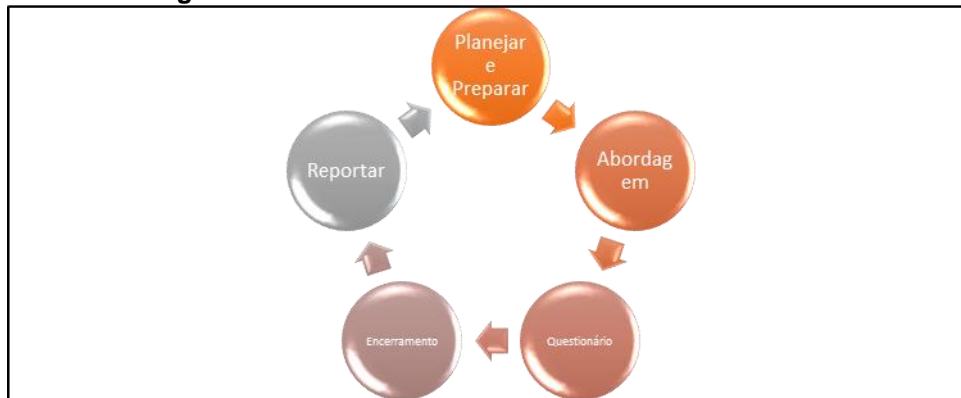 Planejar
e
Preparar
Abordag
em
Questionário
Encerramento
Reportar